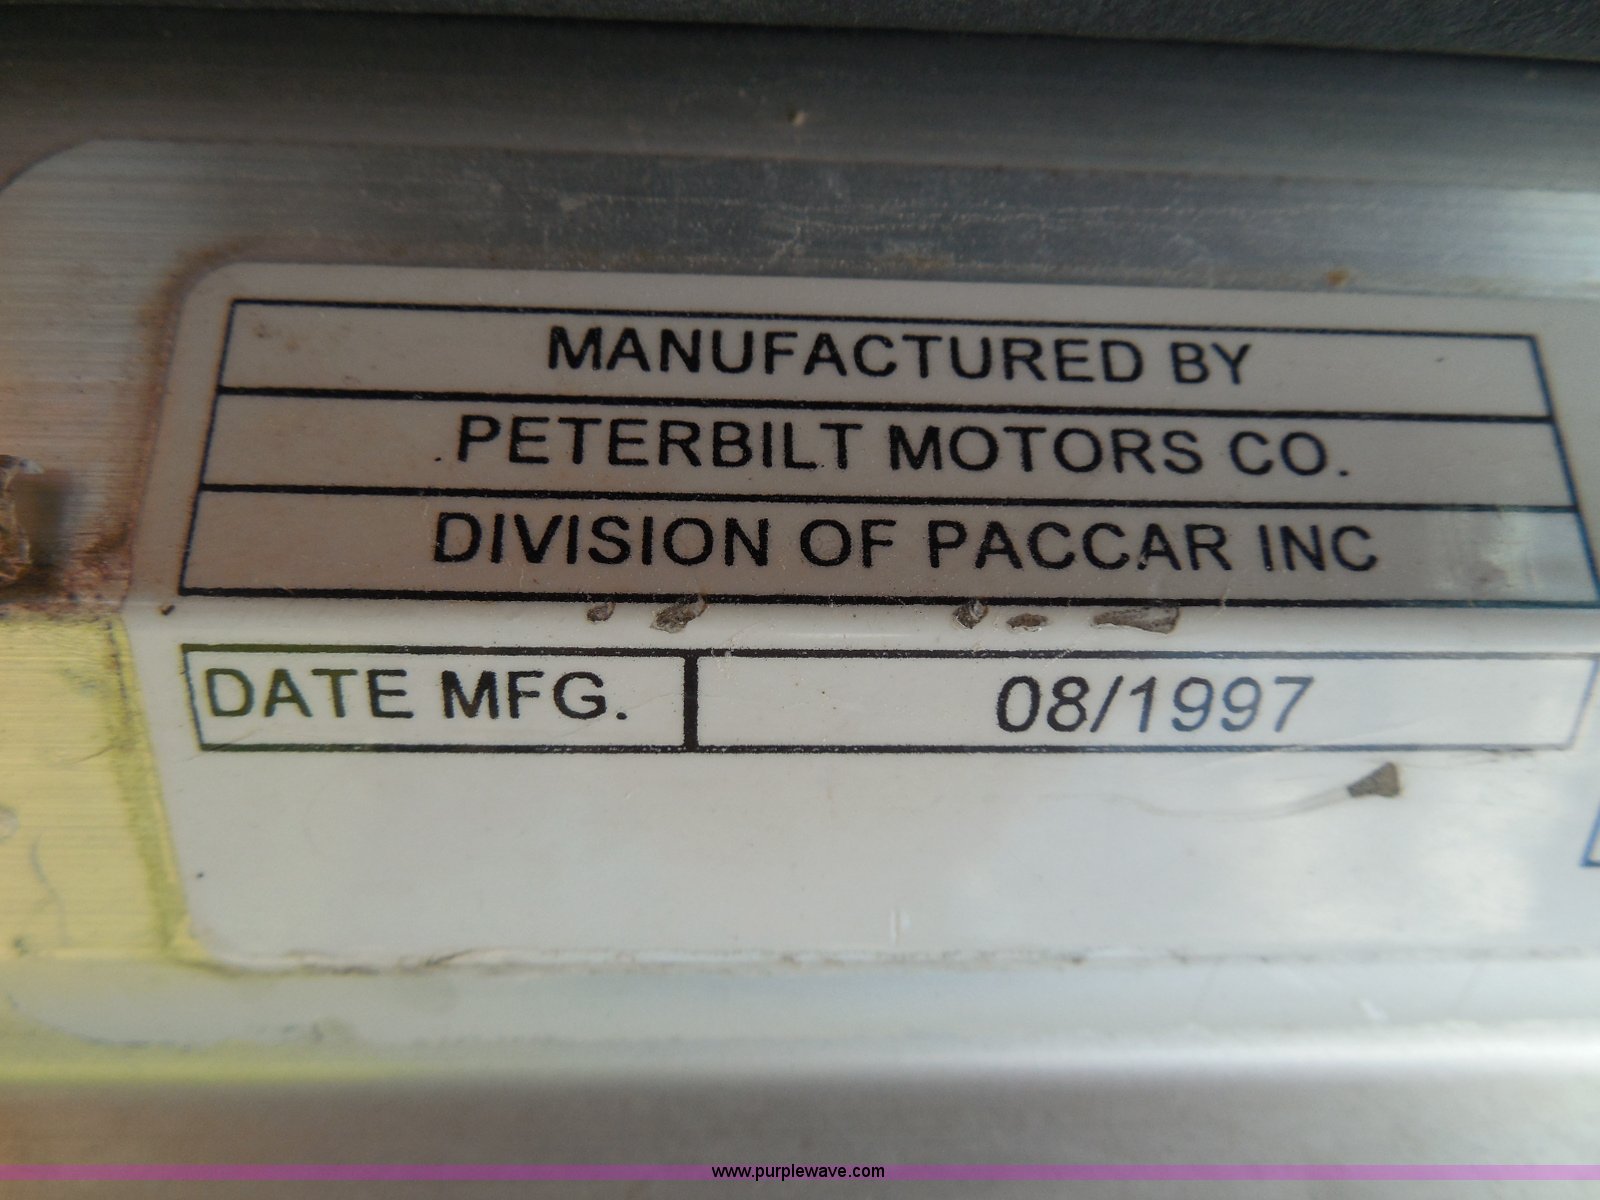 MANUFACTURED BY
PETERBILT MOTORS CO.
DIVISION OF PACCAR INC
DATE MFG. 08/1997
www.purplewave.com